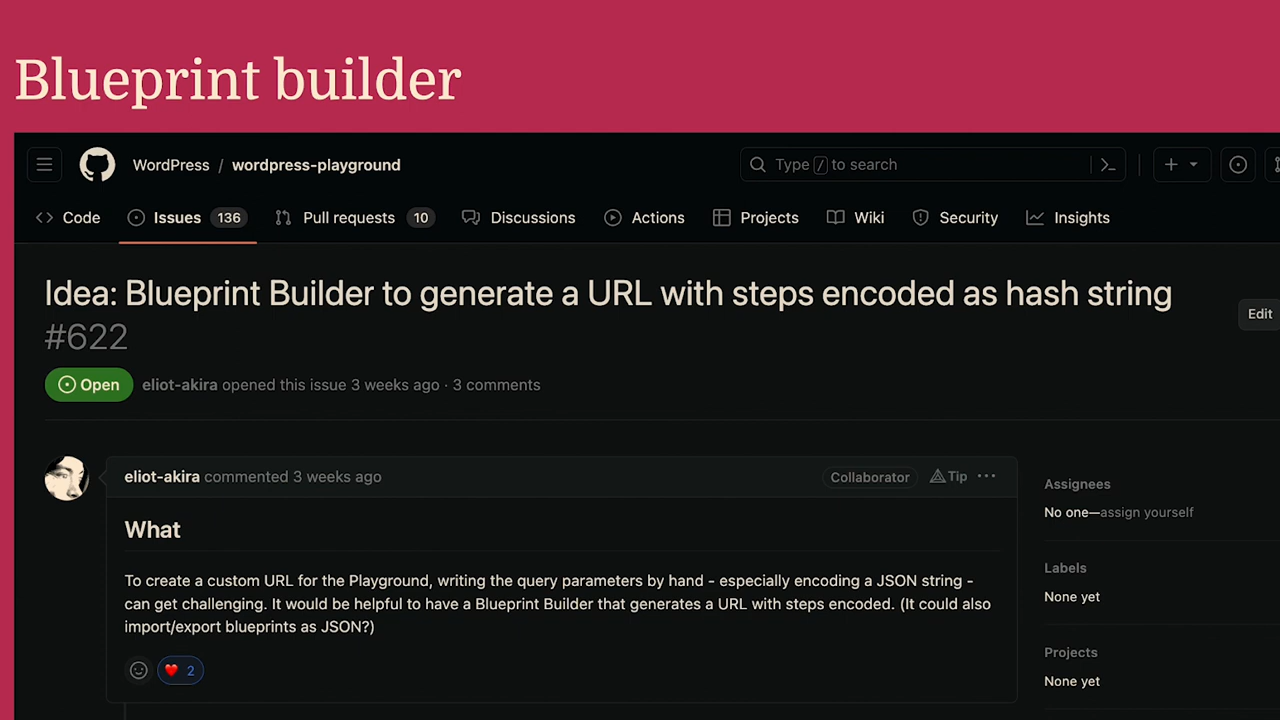 Blueprint builder
WordPress / wordpress-playground
Type / to search
Code Issues 136 Pull requests 10 Discussions Actions Projects Wiki Security Insights
Idea: Blueprint Builder to generate a URL with steps encoded as hash string
#622
Edit
Open eliot-akira opened this issue 3 weeks ago · 3 comments
eliot-akira commented 3 weeks ago Collaborator Tip ···
What
To create a custom URL for the Playground, writing the query parameters by hand - especially encoding a JSON string -
can get challenging. It would be helpful to have a Blueprint Builder that generates a URL with steps encoded. (It could also
import/export blueprints as JSON?)
2
Assignees
No one—assign yourself
Labels
None yet
Projects
None yet